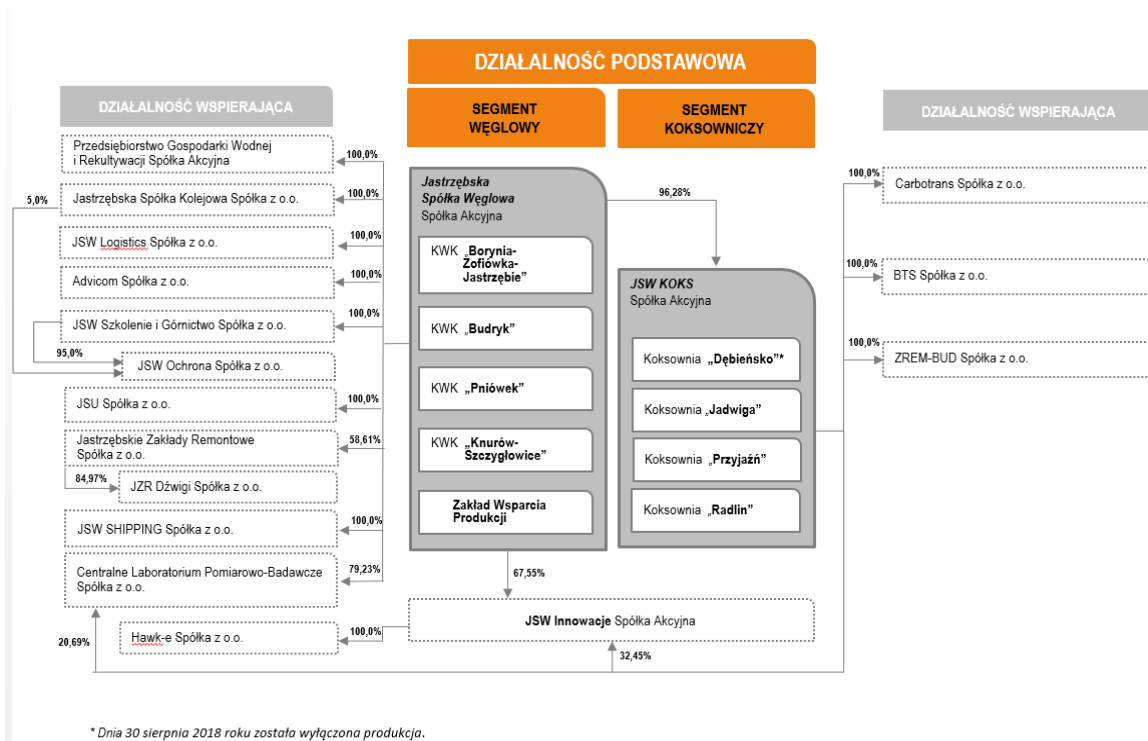 DZIAŁALNOŚĆ PODSTAWOWA
DZIAŁALNOŚĆ WSPIERAJĄCA
SEGMENT
WĘGLOWY
SEGMENT
KOKSOWNICZY
DZIAŁALNOŚĆ WSPIERAJĄCA
Przedsiębiorstwo Gospodarki Wodnej
i Rekultywacji Spółka Akcyjna
100,0%
5,0%
Jastrzębska Spółka Kolejowa Spółka z o.o.
100,0%
JSW Logistics Spółka z o.o.
100,0%
Advicom Spółka z o.o.
100,0%
JSW Szkolenie i Górnictwo Spółka z o.o.
100,0%
95,0%
JSW Ochrona Spółka z o.o.
JSU Spółka z o.o.
100,0%
Jastrzębskie Zakłady Remontowe
Spółka z o.o.
58,61%
84,97%
JZR Dźwigi Spółka z o.o.
JSW SHIPPING Spółka z o.o.
100,0%
Centralne Laboratorium Pomiarowo-Badawcze
Spółka z o.o.
79,23%
20,69%
Hawk-e Spółka z o.o.
100,0%
Jastrzębska
Spółka Węglowa
Spółka Akcyjna
KWK „Borynia-
Zofiówka-
Jastrzębie”
KWK „Budryk”
KWK „Pniówek”
KWK „Knurów-
Szczygłowice”
Zakład Wsparcia
Produkcji
96,28%
JSW KOKS
Spółka Akcyjna
Koksownia „Dębieńsko”*
Koksownia „Jadwiga”
Koksownia „Przyjaźń”
Koksownia „Radlin”
67,55%
JSW Innowacje Spółka Akcyjna
32,45%
100,0%
Carbotrans Spółka z o.o.
100,0%
BTS Spółka z o.o.
100,0%
ZREM-BUD Spółka z o.o.
* Dnia 30 sierpnia 2018 roku została wyłączona produkcja.